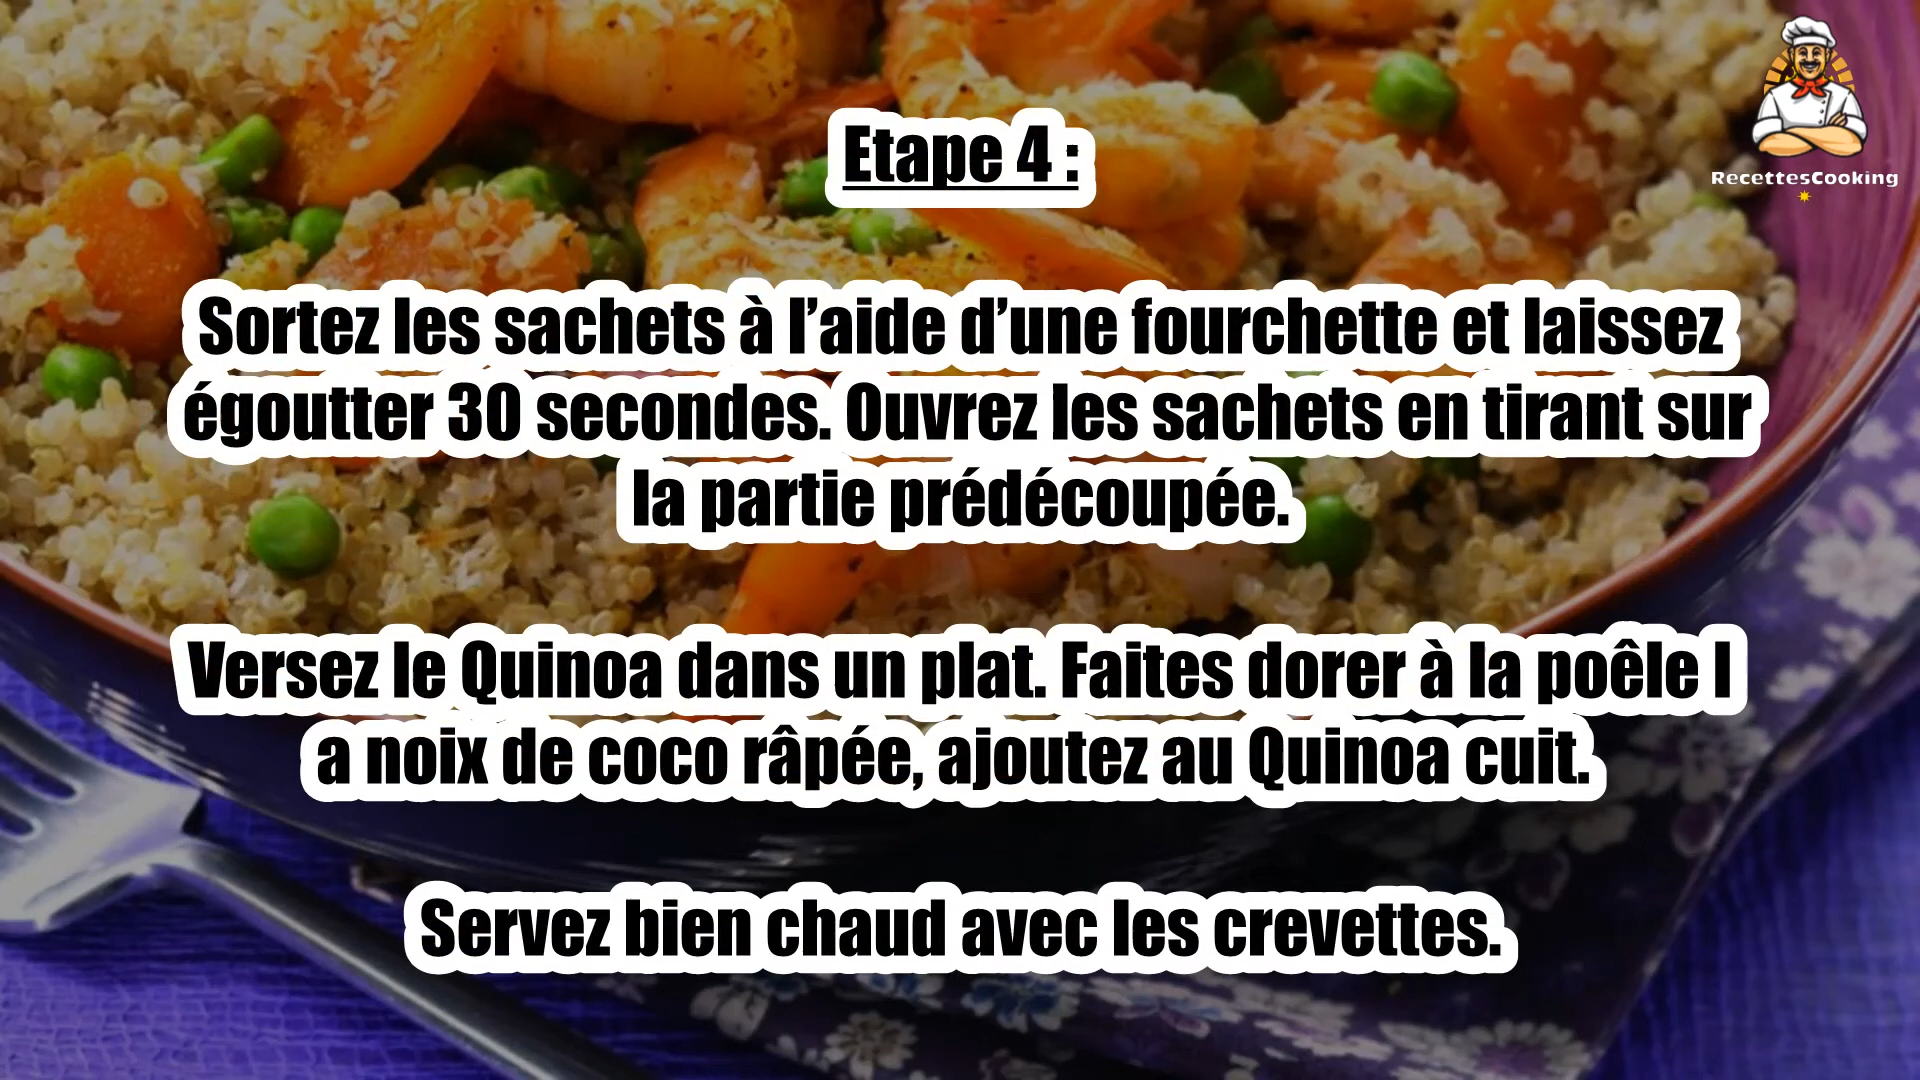 RecettesCooking
Etape 4 :
Sortez les sachets à l’aide d’une fourchette et laissez
égoutter 30 secondes. Ouvrez les sachets en tirant sur
la partie prédécoupée.
Versez le Quinoa dans un plat. Faites dorer à la poêle l
a noix de coco râpée, ajoutez au Quinoa cuit.
Servez bien chaud avec les crevettes.